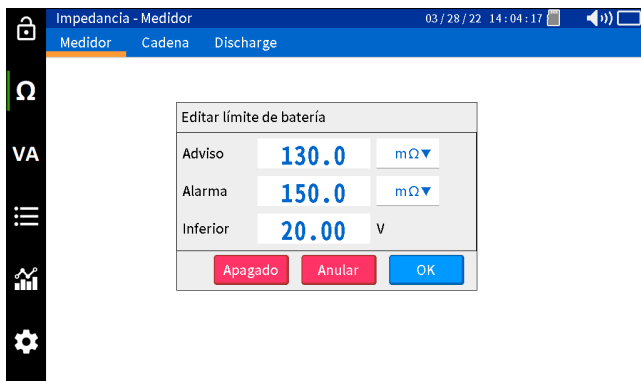 Impedancia - Medidor 03/28/22 14:04:17
Medidor Cadena Discharge
Ω
VA
Editar límite de batería
Adviso 130.0 mΩ▼
Alarma 150.0 mΩ▼
Inferior 20.00 V
Apagado Anular OK